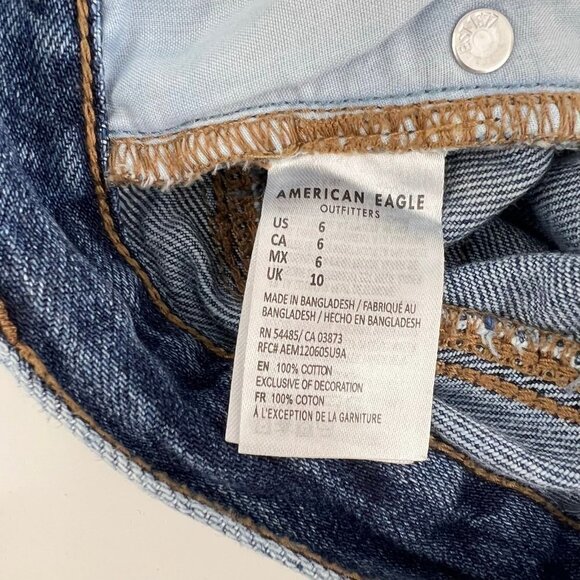 AMERICAN EAGLE
OUTFITTERS
US 6
CA 6
MX 6
UK 10
MADE IN BANGLADESH / FABRIQUÉ AU
BANGLADESH / HECHO EN BANGLADESH
RN 54485/ CA 03873
RFC# AEM120605U9A
EN 100% COTTON
EXCLUSIVE OF DECORATION
FR 100% COTON
À L'EXCEPTION DE LA GARNITURE